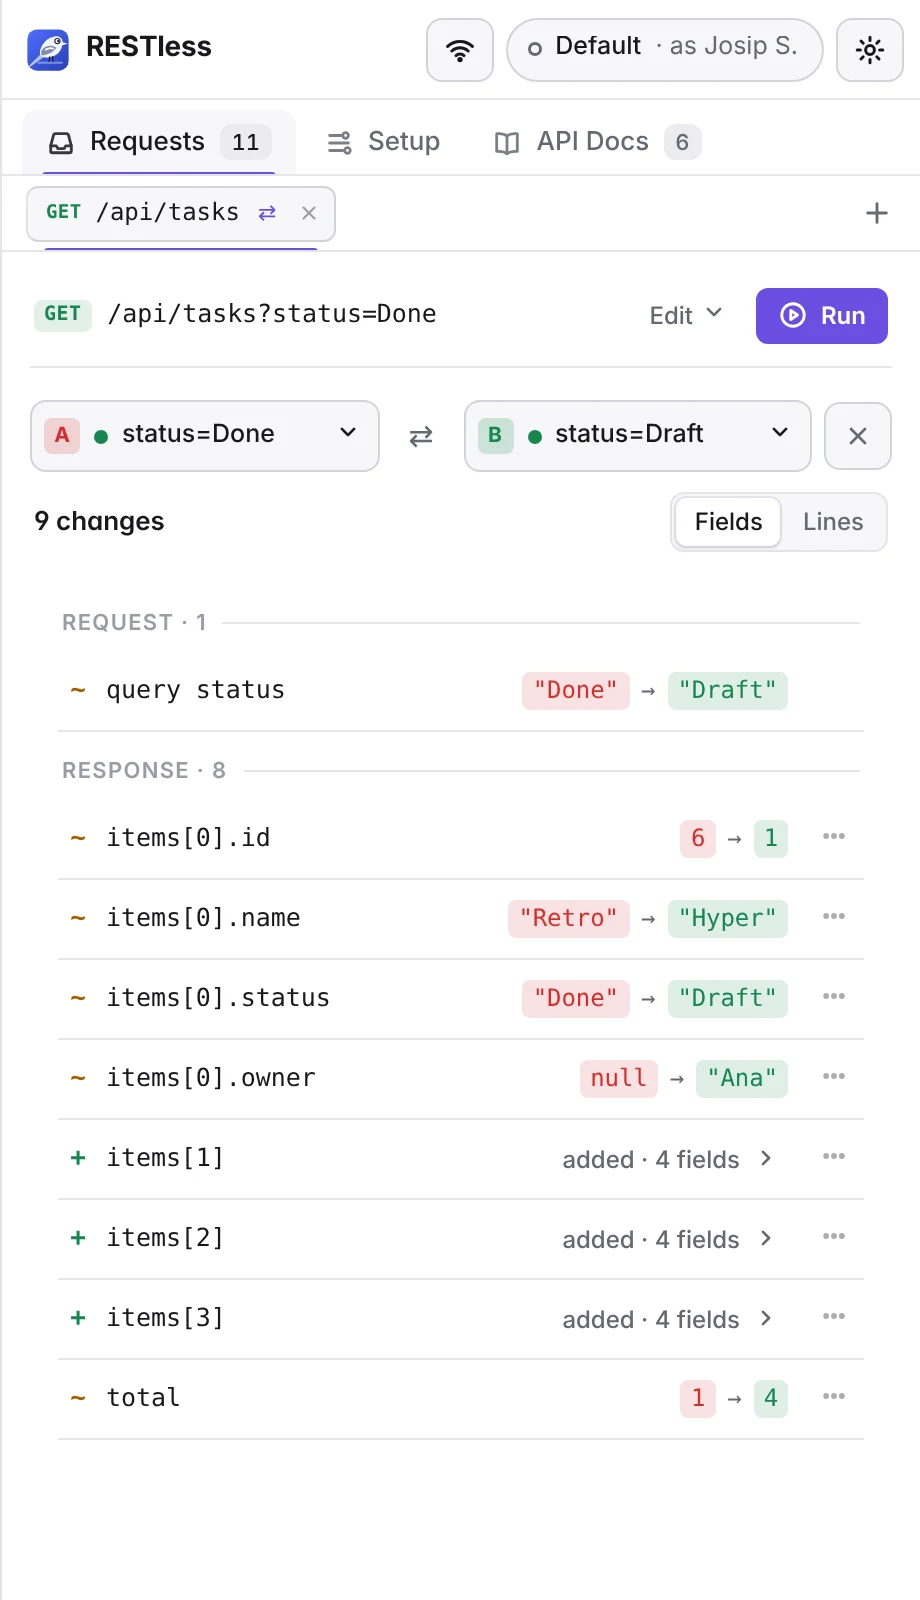 RESTless
Default · as Josip S.
Requests 11
Setup
API Docs 6
GET /api/tasks ⇄ ×
+
GET /api/tasks?status=Done
Edit
Run
A status=Done
⇄
B status=Draft
×
9 changes
Fields
Lines
REQUEST · 1
~ query status "Done" → "Draft"
RESPONSE · 8
~ items[0].id 6 → 1 •••
~ items[0].name "Retro" → "Hyper" •••
~ items[0].status "Done" → "Draft" •••
~ items[0].owner null → "Ana" •••
+ items[1] added · 4 fields > •••
+ items[2] added · 4 fields > •••
+ items[3] added · 4 fields > •••
~ total 1 → 4 •••